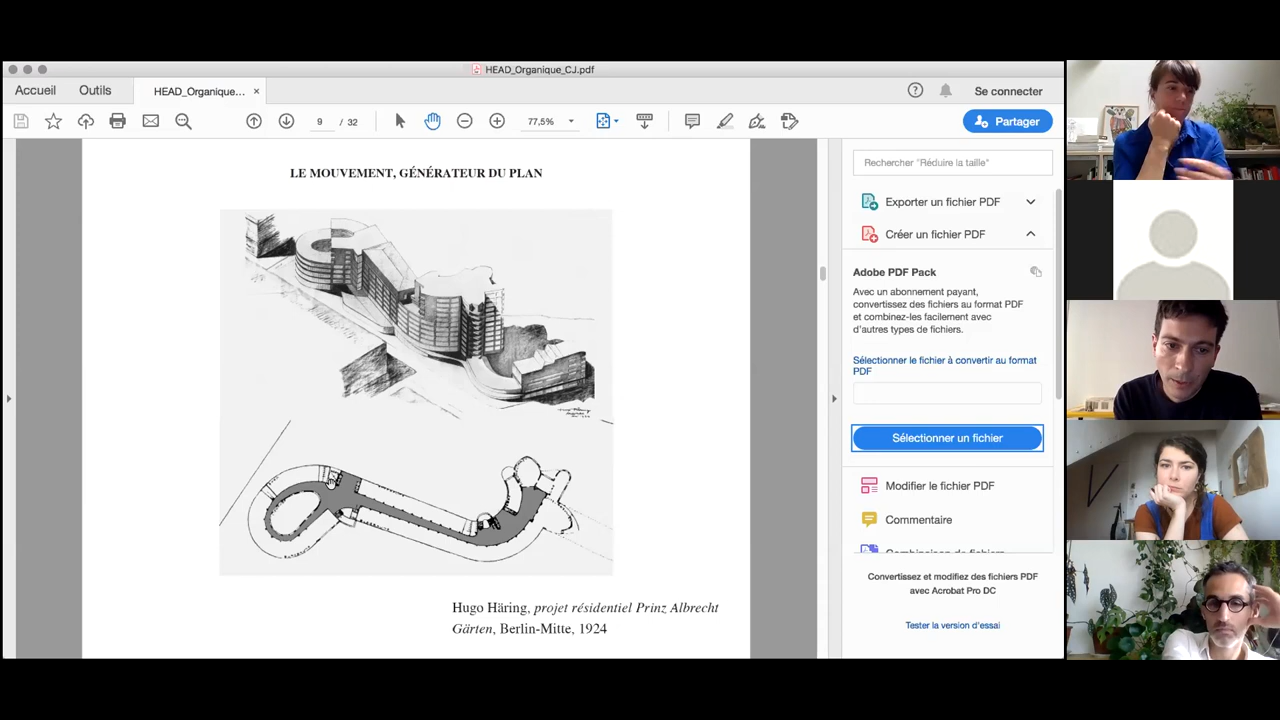 HEAD_Organique_CJ.pdf
Accueil
Outils
HEAD_Organique... ×
Se connecter
9 / 32
77,5%
Partager
LE MOUVEMENT, GÉNÉRATEUR DU PLAN
Hugo Häring, projet résidentiel Prinz Albrecht
Gärten, Berlin-Mitte, 1924
Rechercher "Réduire la taille"
Exporter un fichier PDF
Créer un fichier PDF
Adobe PDF Pack
Avec un abonnement payant,
convertissez des fichiers au format PDF
et combinez-les facilement avec
d'autres types de fichiers.
Sélectionner le fichier à convertir au format
PDF
Sélectionner un fichier
Modifier le fichier PDF
Commentaire
Combinaison de fichiers
Convertissez et modifiez des fichiers PDF
avec Acrobat Pro DC
Tester la version d'essai